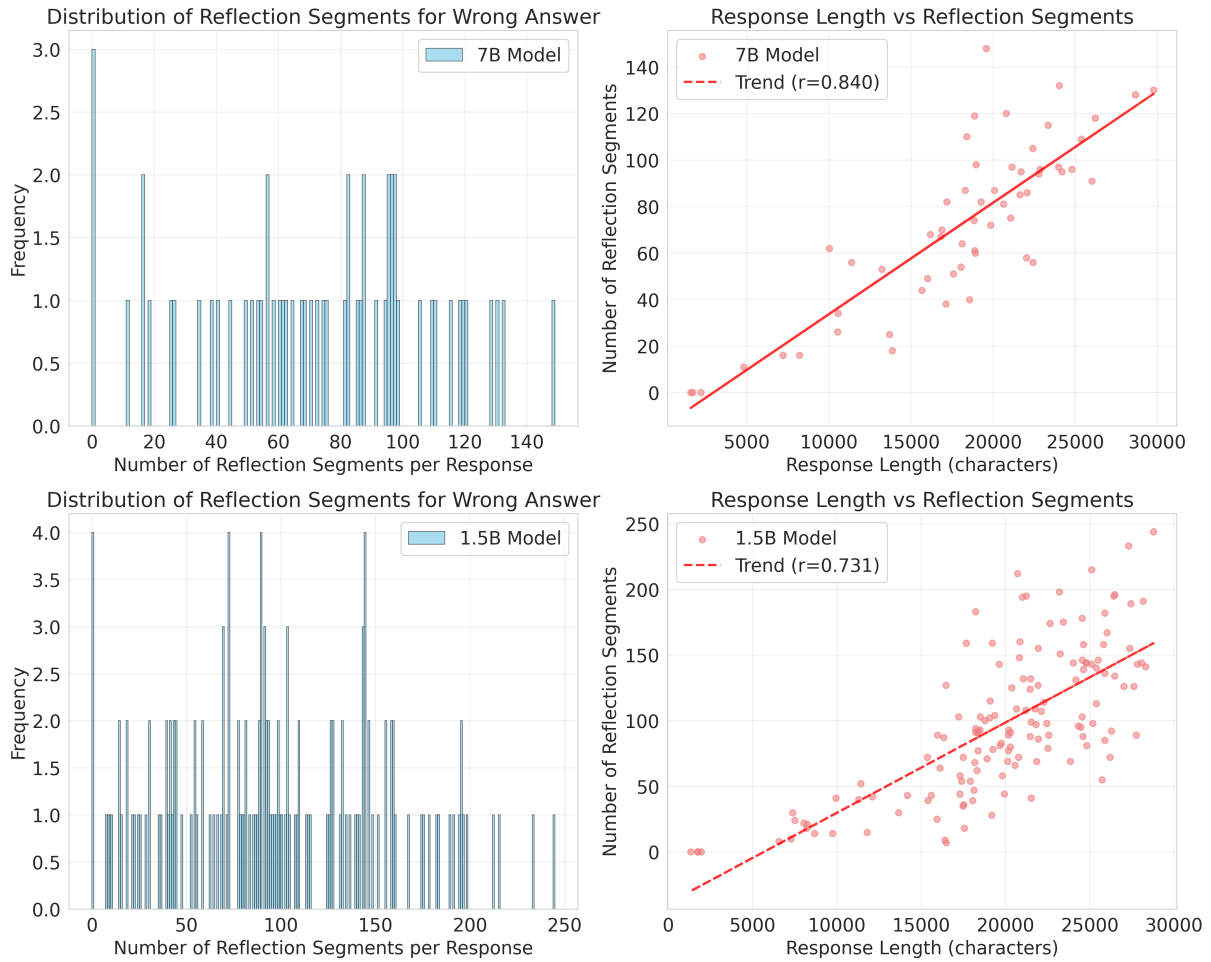 Distribution of Reflection Segments for Wrong Answer
3.0
2.5
2.0
1.5
1.0
0.5
0.0
Frequency
7B Model
0 20 40 60 80 100 120 140
Number of Reflection Segments per Response
Response Length vs Reflection Segments
140
120
100
80
60
40
20
0
Number of Reflection Segments
7B Model
Trend (r=0.840)
5000 10000 15000 20000 25000 30000
Response Length (characters)
Distribution of Reflection Segments for Wrong Answer
4.0
3.5
3.0
2.5
2.0
1.5
1.0
0.5
0.0
Frequency
1.5B Model
0 50 100 150 200 250
Number of Reflection Segments per Response
Response Length vs Reflection Segments
250
200
150
100
50
0
Number of Reflection Segments
1.5B Model
Trend (r=0.731)
0 5000 10000 15000 20000 25000 30000
Response Length (characters)